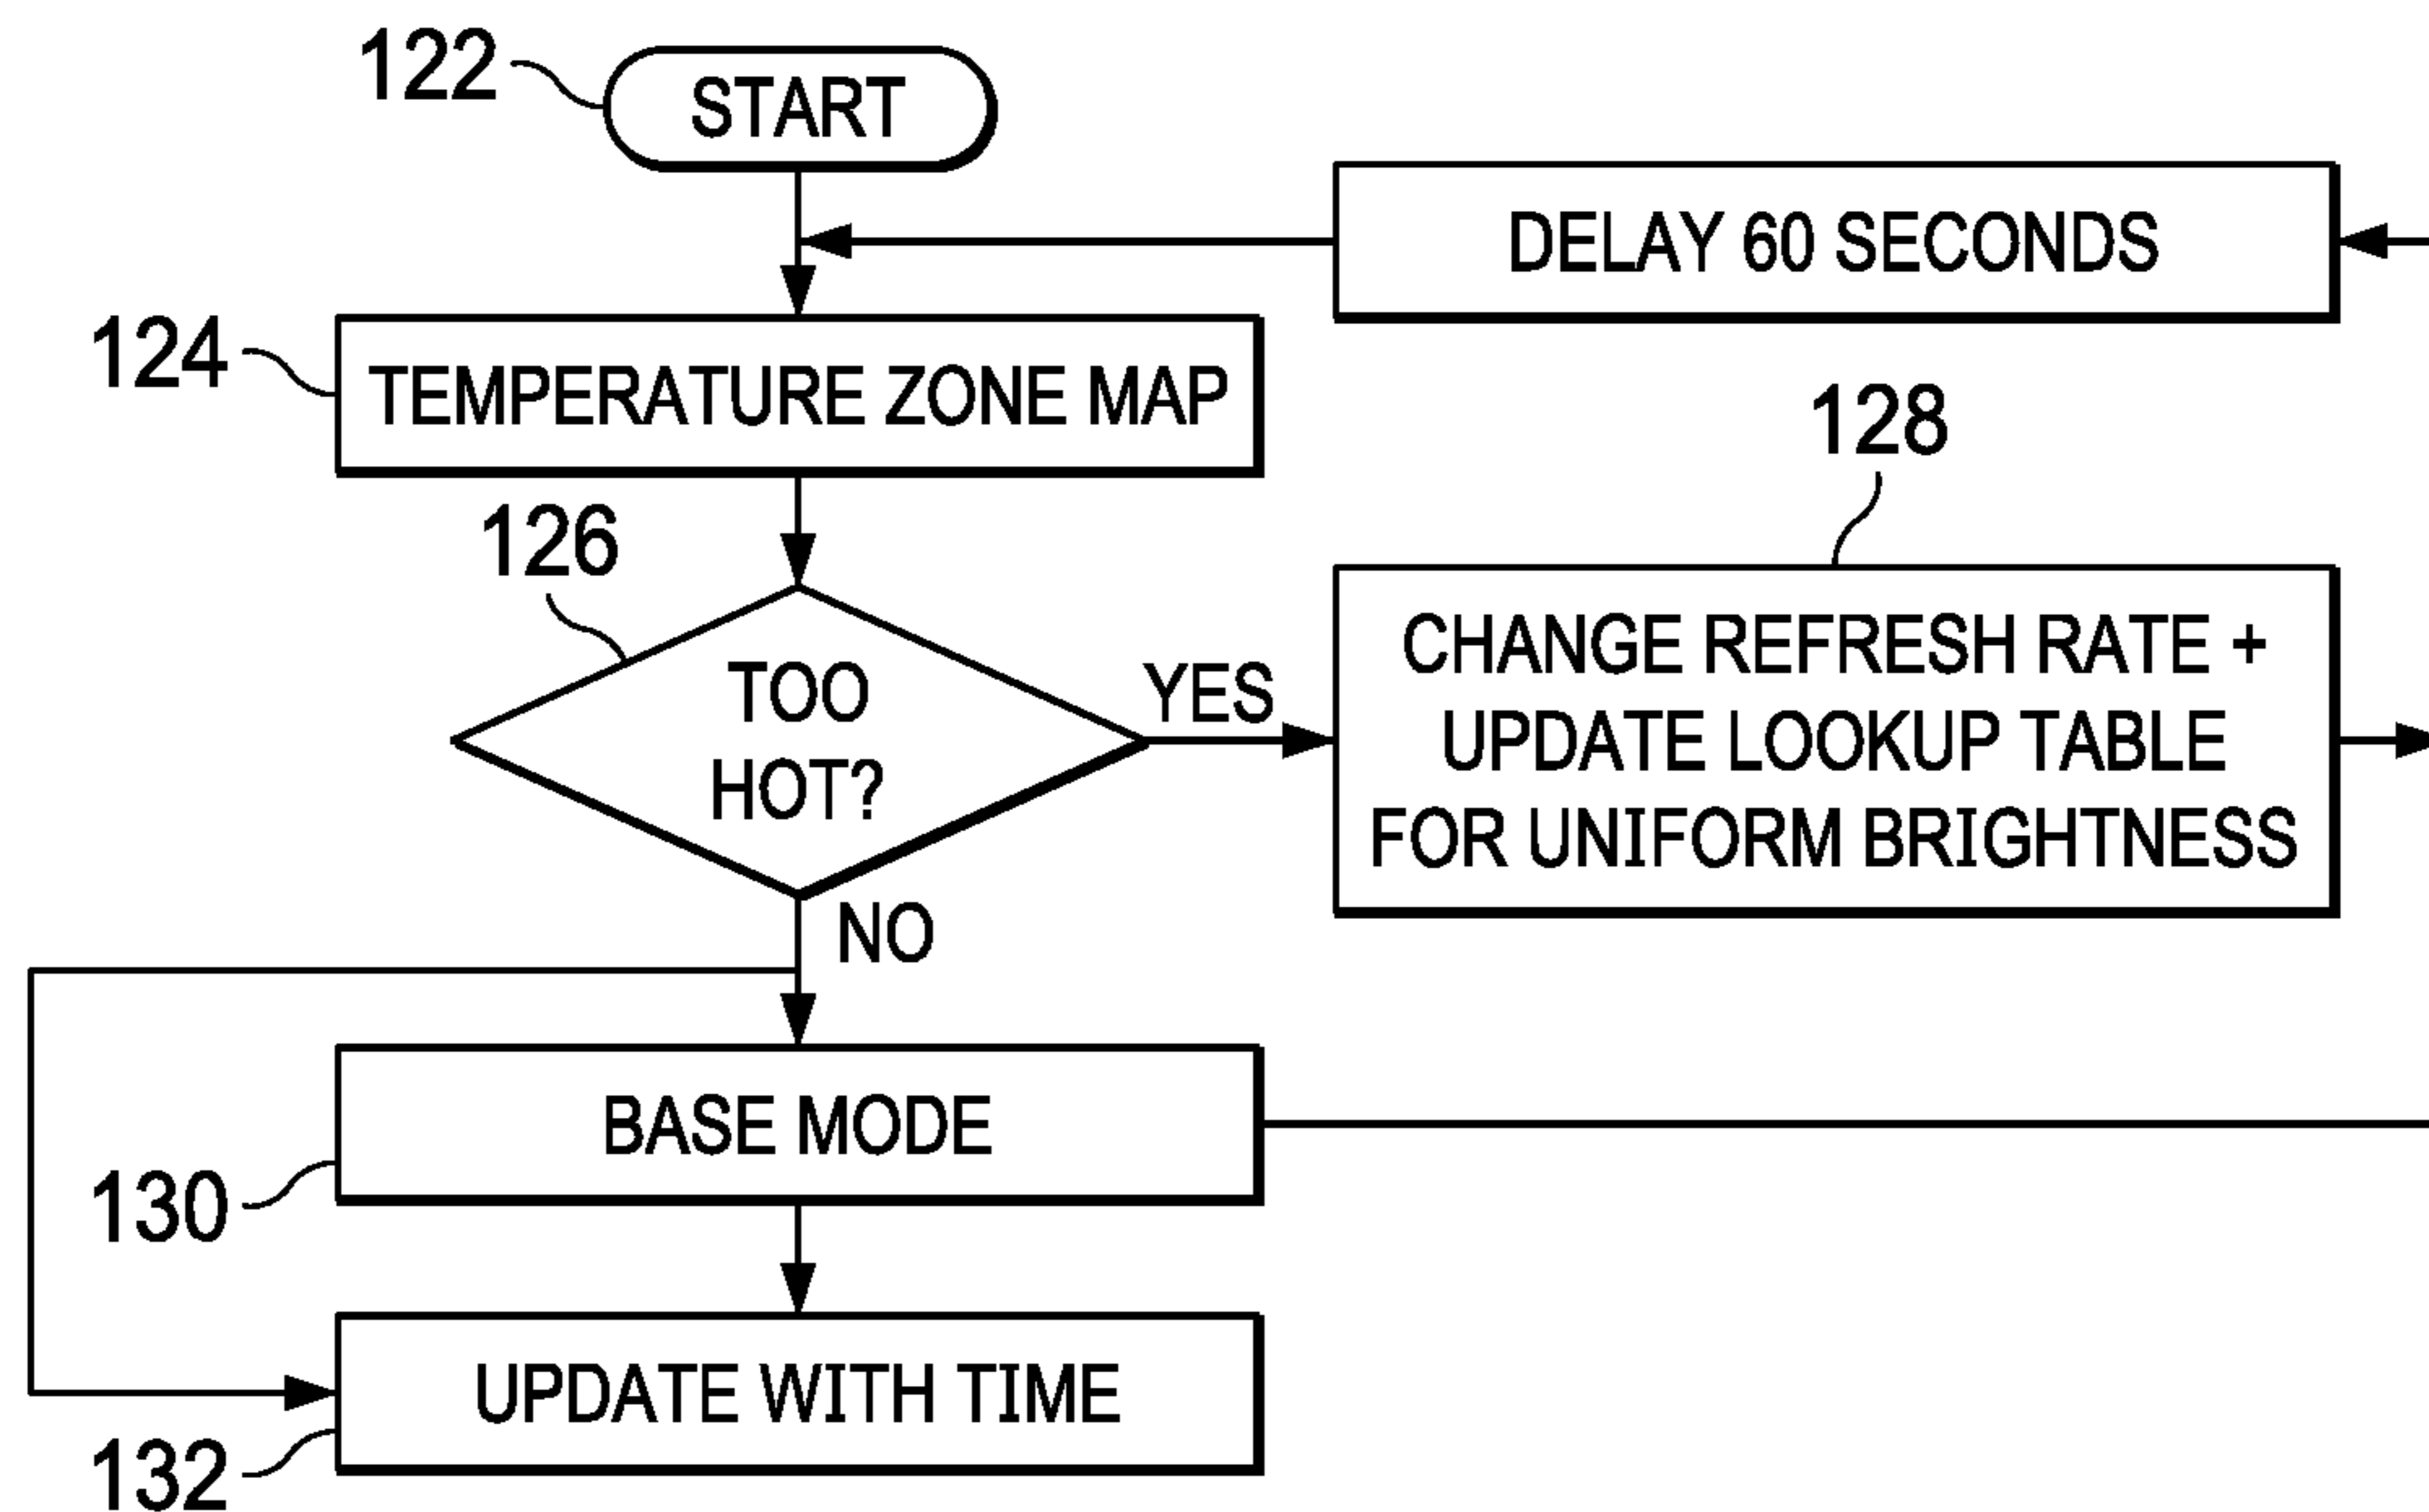 122
START
DELAY 60 SECONDS
124
TEMPERATURE ZONE MAP
128
126
TOO
HOT?
YES
CHANGE REFRESH RATE +
UPDATE LOOKUP TABLE
FOR UNIFORM BRIGHTNESS
NO
BASE MODE
130
UPDATE WITH TIME
132